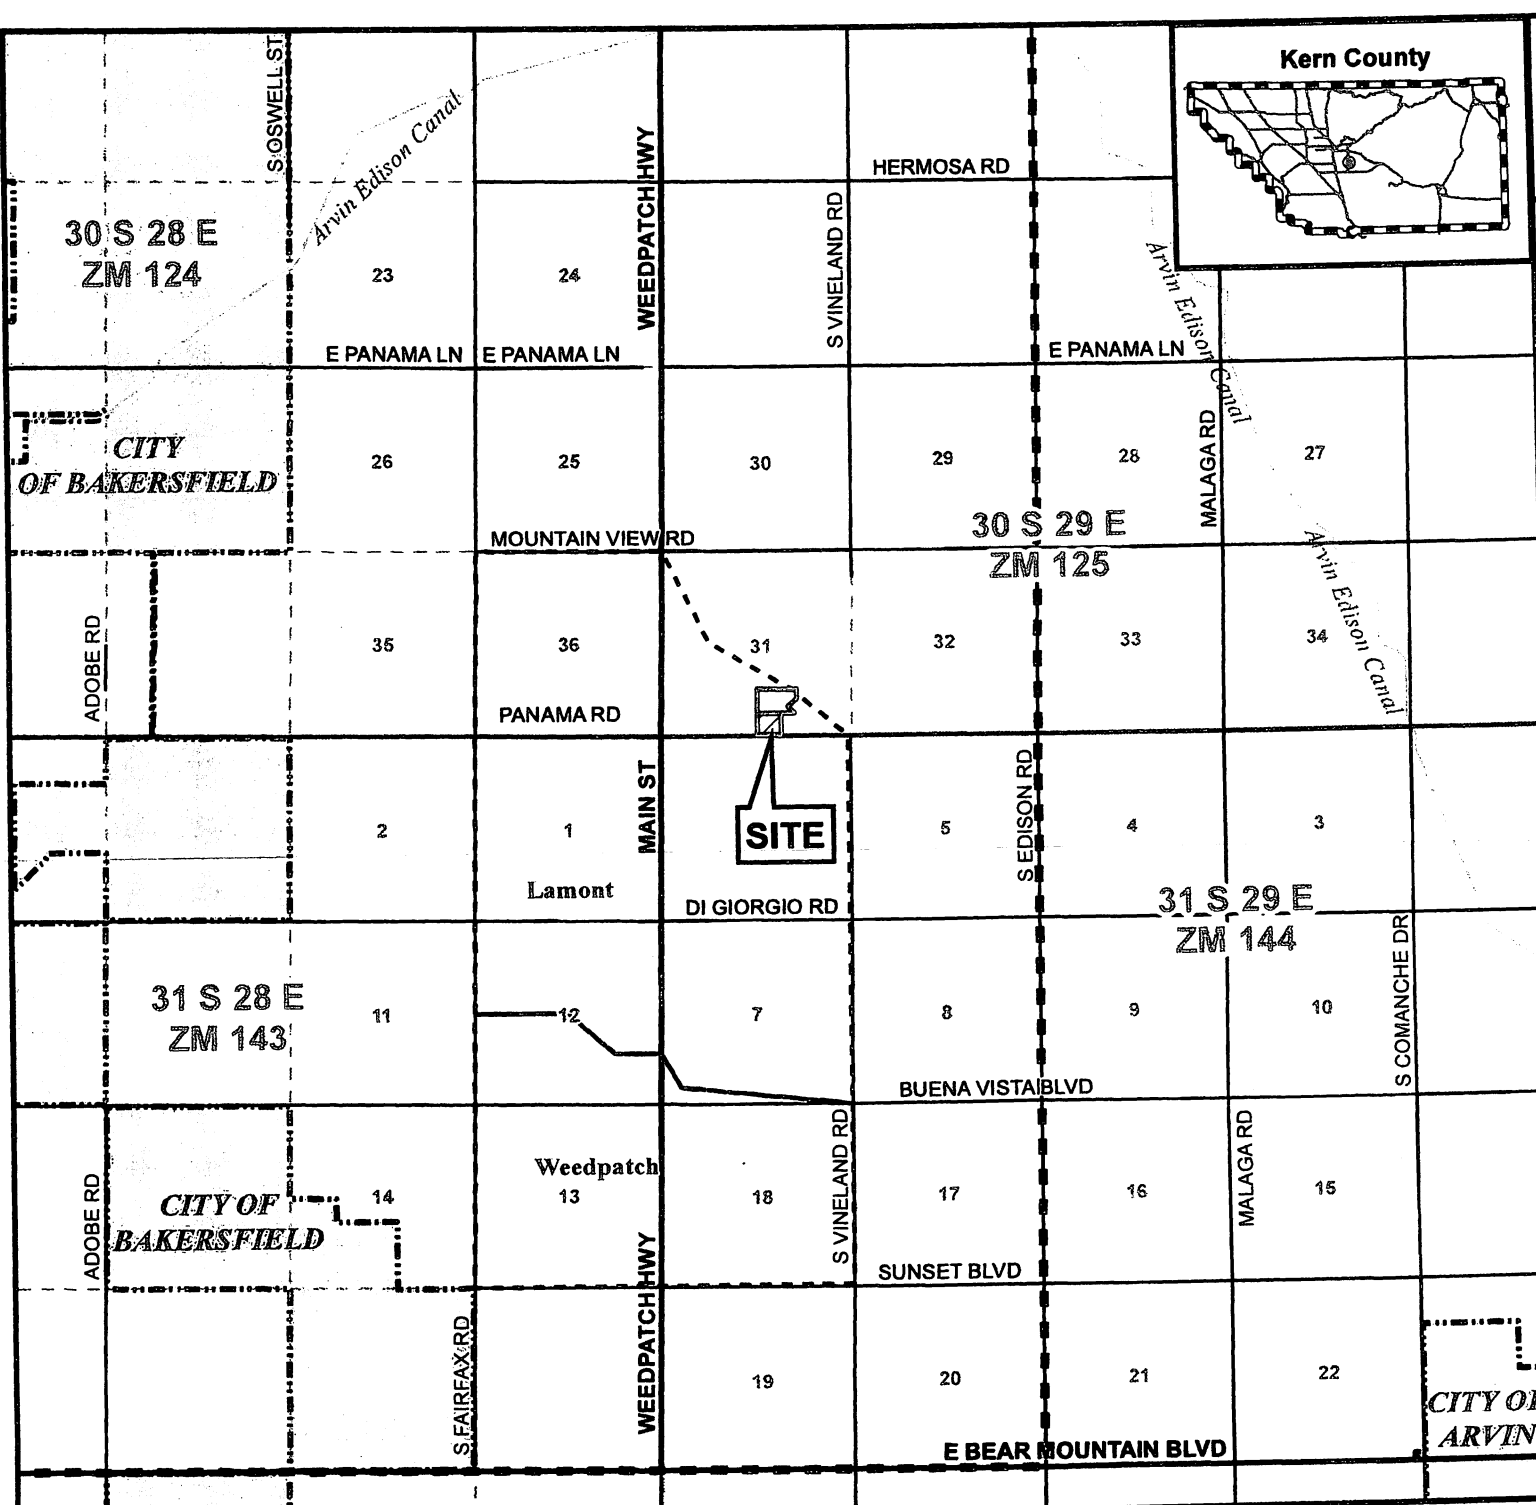 Kern County
S OSWELL ST
Arvin Edison Canal
WEEDPATCH HWY
HERMOSA RD
S VINELAND RD
30 S 28 E
ZM 124
23
24
Arvin Edison Canal
E PANAMA LN
E PANAMA LN
E PANAMA LN
CITY
OF BAKERSFIELD
26
25
30
29
28
MALAGA RD
27
30 S 29 E
ZM 125
MOUNTAIN VIEW RD
Arvin Edison Canal
ADOBE RD
35
36
31
32
33
34
PANAMA RD
MAIN ST
SITE
S EDISON RD
2
1
5
4
3
Lamont
DI GIORGIO RD
31 S 29 E
ZM 144
S COMANCHE DR
31 S 28 E
ZM 143
11
12
7
8
9
10
BUENA VISTA BLVD
Weedpatch
S VINELAND RD
MALAGA RD
ADOBE RD
CITY OF
BAKERSFIELD
14
13
18
17
16
15
WEEDPATCH HWY
SUNSET BLVD
S FAIRFAX RD
19
20
21
22
CITY OF
ARVIN
E BEAR MOUNTAIN BLVD